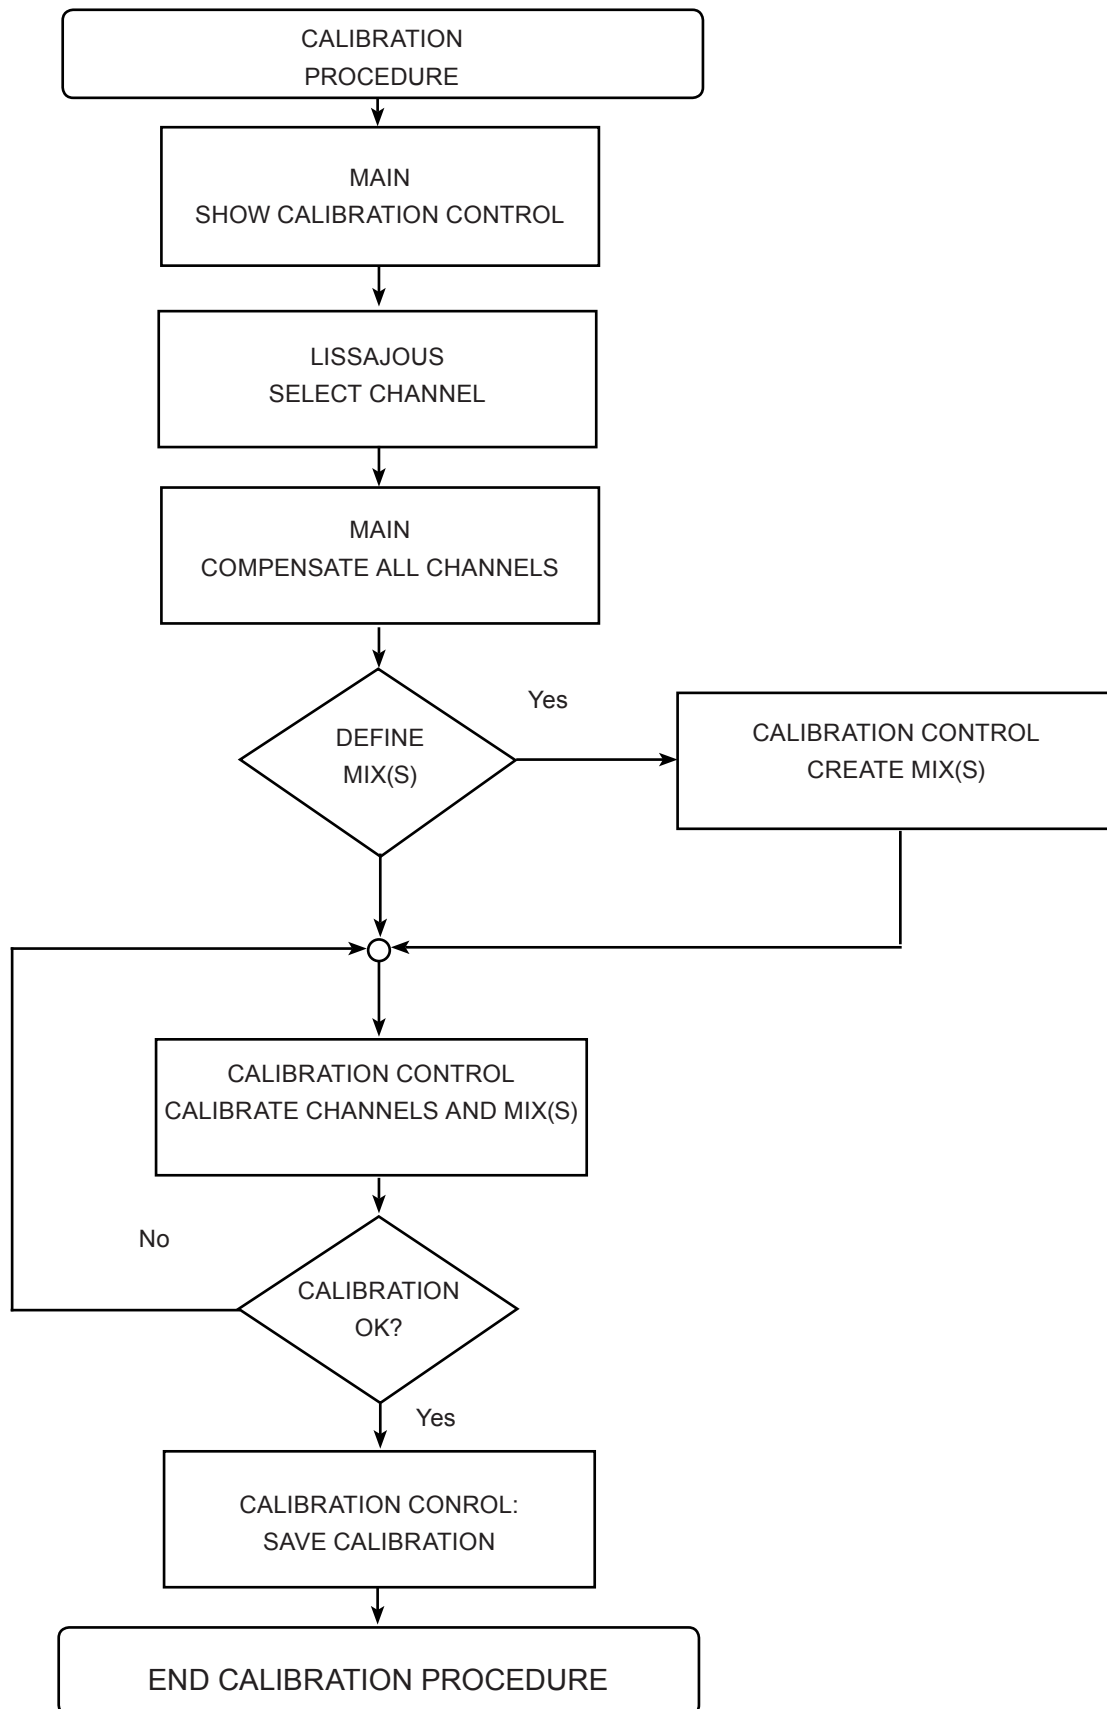 CALIBRATION
PROCEDURE
MAIN
SHOW CALIBRATION CONTROL
LISSAJOUS
SELECT CHANNEL
MAIN
COMPENSATE ALL CHANNELS
DEFINE
MIX(S)
Yes
CALIBRATION CONTROL
CREATE MIX(S)
CALIBRATION CONTROL
CALIBRATE CHANNELS AND MIX(S)
No
CALIBRATION
OK?
Yes
CALIBRATION CONROL:
SAVE CALIBRATION
END CALIBRATION PROCEDURE